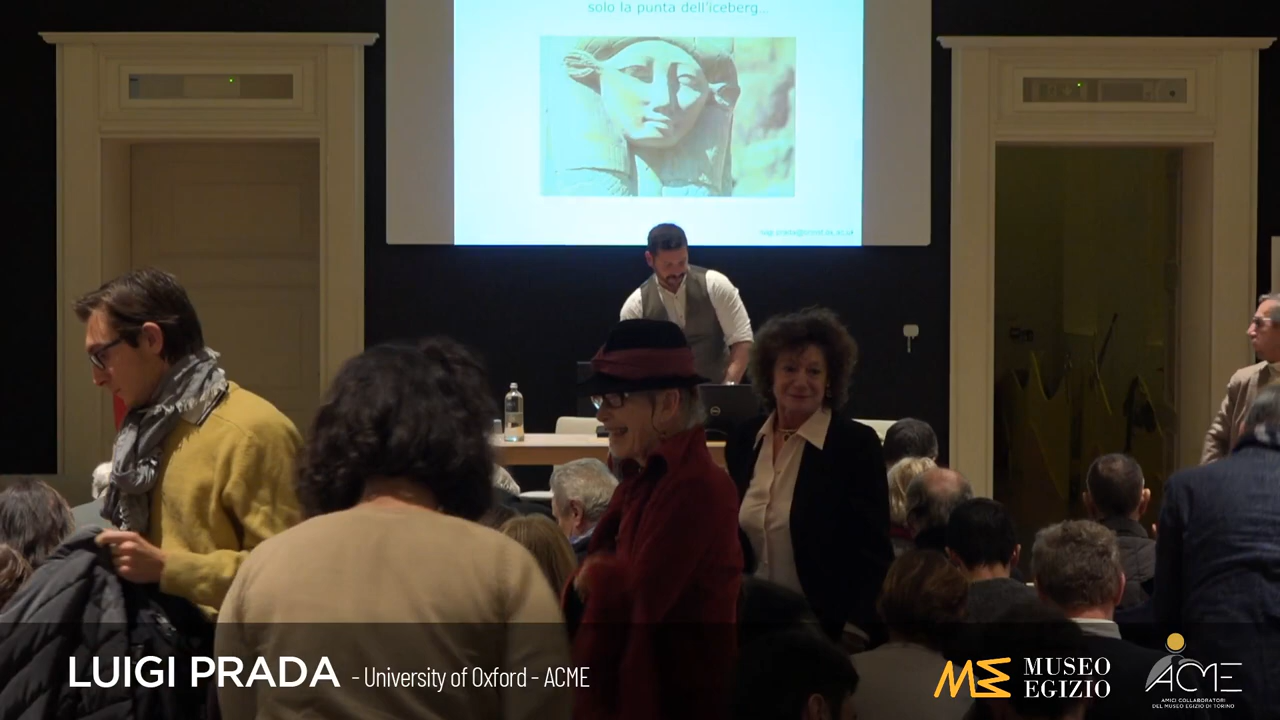 solo la punta dell'iceberg...
DELL
LUIGI PRADA - University of Oxford - ACME
MUSEO
EGIZIO
ACME
AMICI COLLABORATORI
DEL MUSEO EGIZIO DI TORINO